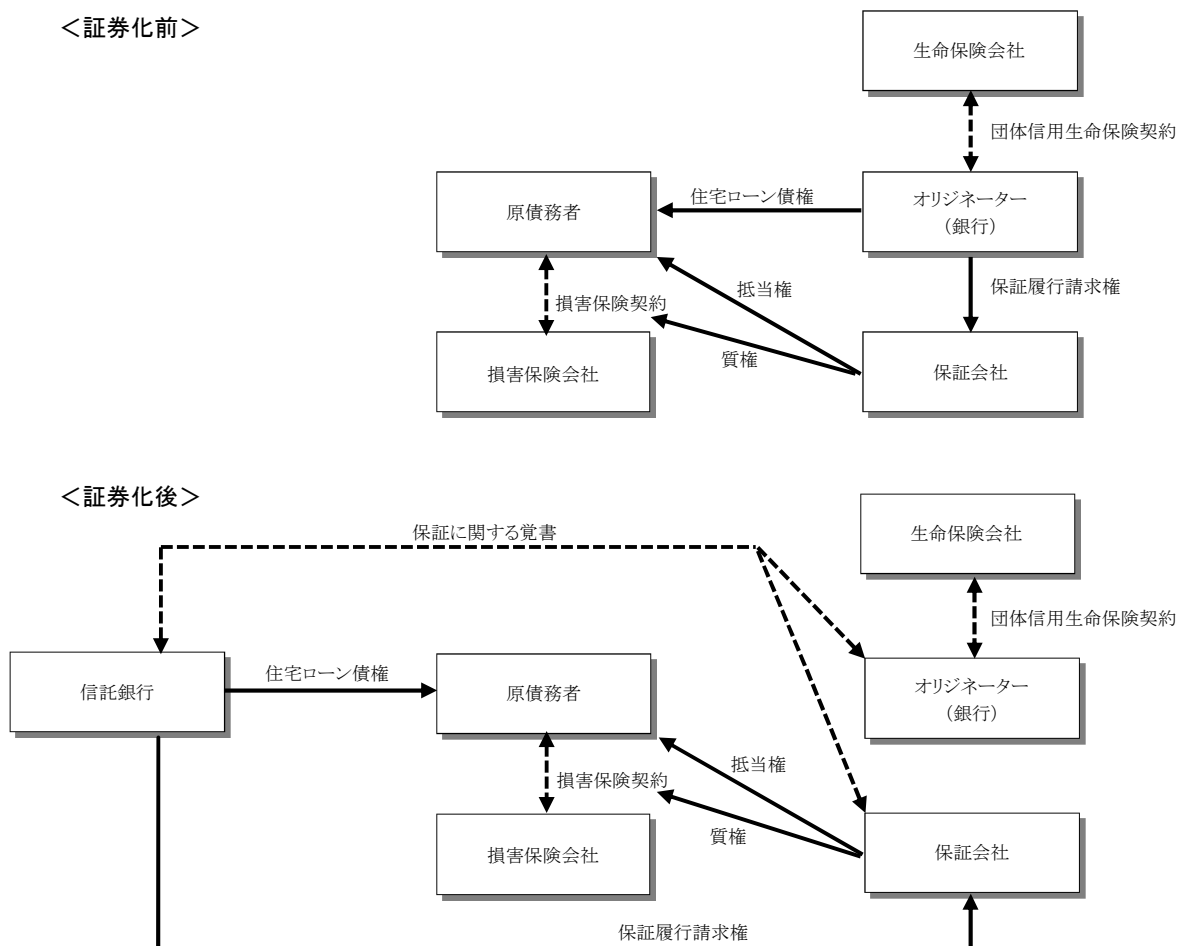 ＜証券化前＞
生命保険会社
団体信用生命保険契約
原債務者
住宅ローン債権
オリジネーター
（銀行）
抵当権
保証履行請求権
損害保険契約
質権
損害保険会社
保証会社
＜証券化後＞
保証に関する覚書
生命保険会社
団体信用生命保険契約
信託銀行
住宅ローン債権
原債務者
オリジネーター
（銀行）
抵当権
損害保険契約
質権
損害保険会社
保証会社
保証履行請求権